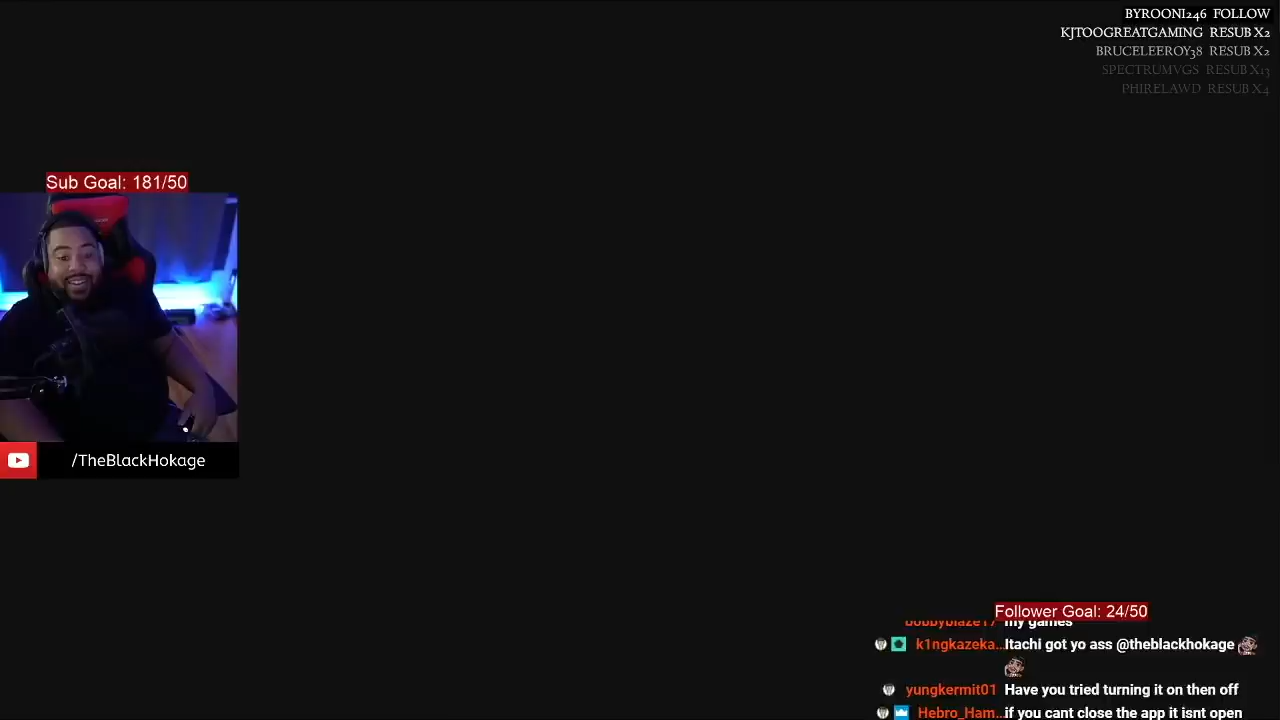 BYROONI246 FOLLOW
KJTOOGREATGAMING RESUB X2
BRUCELEEROY38 RESUB X2
SPECTRUMVGS RESUB X13
PHIRELAWD RESUB X4
Sub Goal: 181/50
/TheBlackHokage
Follower Goal: 24/50
bobbyblaze17 my games
k1ngkazeka... Itachi got yo ass @theblackhokage
yungkermit01 Have you tried turning it on then off
Hebro_Ham... if you cant close the app it isnt open